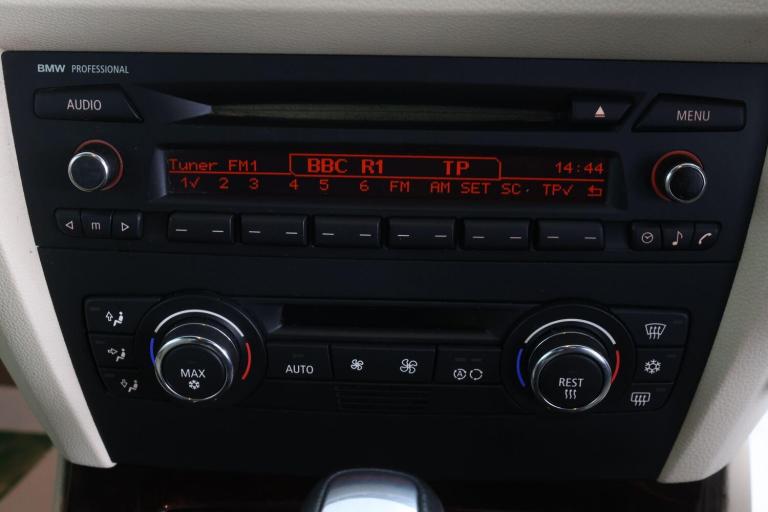 BMW PROFESSIONAL
AUDIO
MENU
Tuner FM1 BBC R1 TP 14:44
1✓ 2 3 4 5 6 FM AM SET SC· TP✓
m
MAX
AUTO
A
REST